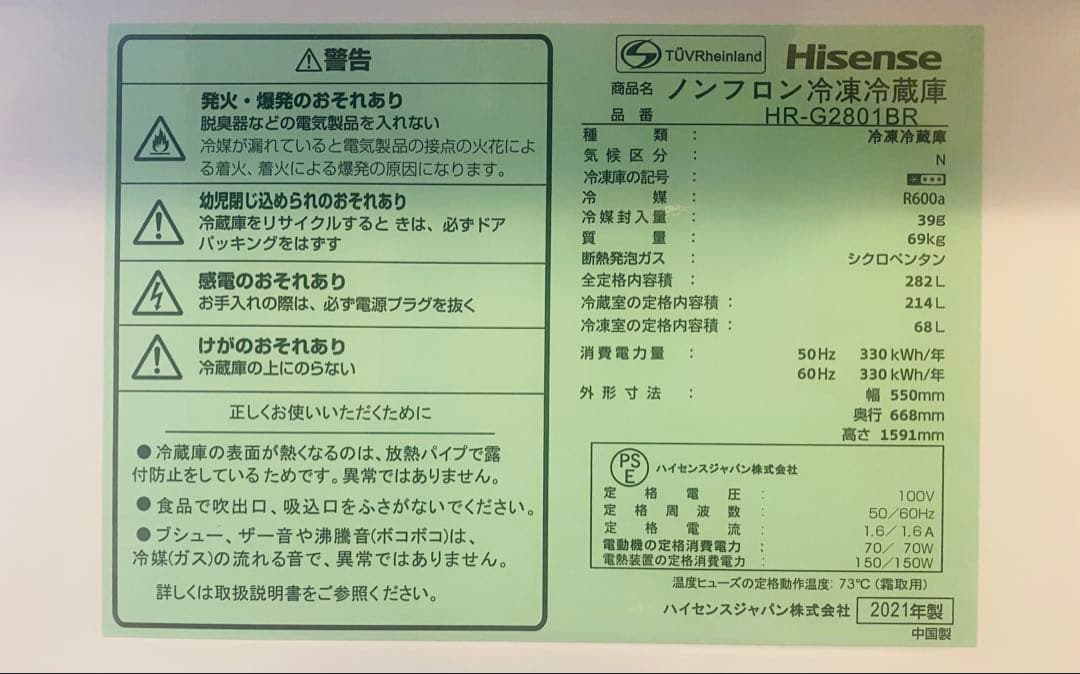 ⚠警告
発火・爆発のおそれあり
脱臭器などの電気製品を入れない
冷媒が漏れていると電気製品の接点の火花によ
る着火、着火による爆発の原因になります。
幼児閉じ込められのおそれあり
冷蔵庫をリサイクルすると きは、必ずドア
パッキングをはずす
感電のおそれあり
お手入れの際は、必ず電源プラグを抜く
けがのおそれあり
冷蔵庫の上にのらない
正しくお使いいただくために
●冷蔵庫の表面が熱くなるのは、放熱パイプで露
付防止をしているためです。異常ではありません。
●食品で吹出口、吸込口をふさがないでください。
●ブシュー、ザー音や沸騰音(ボコボコ)は、
冷媒(ガス)の流れる音で、異常ではありません。
詳しくは取扱説明書をご参照ください。
TÜVRheinland Hisense
商品名 ノンフロン冷凍冷蔵庫
品番 HR-G2801BR
種類 : 冷凍冷蔵庫
気候区分 : N
冷凍庫の記号 : ****
冷媒 : R600a
冷媒封入量 : 39g
質量 : 69kg
断熱発泡ガス : シクロペンタン
全定格内容積 : 282L
冷蔵室の定格内容積 : 214L
冷凍室の定格内容積 : 68L
消費電力量 : 50Hz 330kWh/年
60Hz 330kWh/年
外形寸法 : 幅 550mm
奥行 668mm
高さ 1591mm
PSE ハイセンスジャパン株式会社
定格電圧 : 100V
定格周波数 : 50/60Hz
定格電流 : 1.6/1.6A
電動機の定格消費電力 : 70/ 70W
電熱装置の定格消費電力 : 150/150W
温度ヒューズの定格動作温度: 73℃(霜取用)
ハイセンスジャパン株式会社 2021年製
中国製